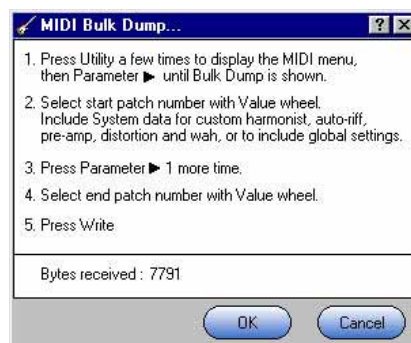 MIDI Bulk Dump...
1. Press Utility a few times to display the MIDI menu,
then Parameter ▶ until Bulk Dump is shown.
2. Select start patch number with Value wheel.
Include System data for custom harmonist, auto-riff,
pre-amp, distortion and wah, or to include global settings.
3. Press Parameter ▶ 1 more time.
4. Select end patch number with Value wheel.
5. Press Write
Bytes received : 7791
OK Cancel